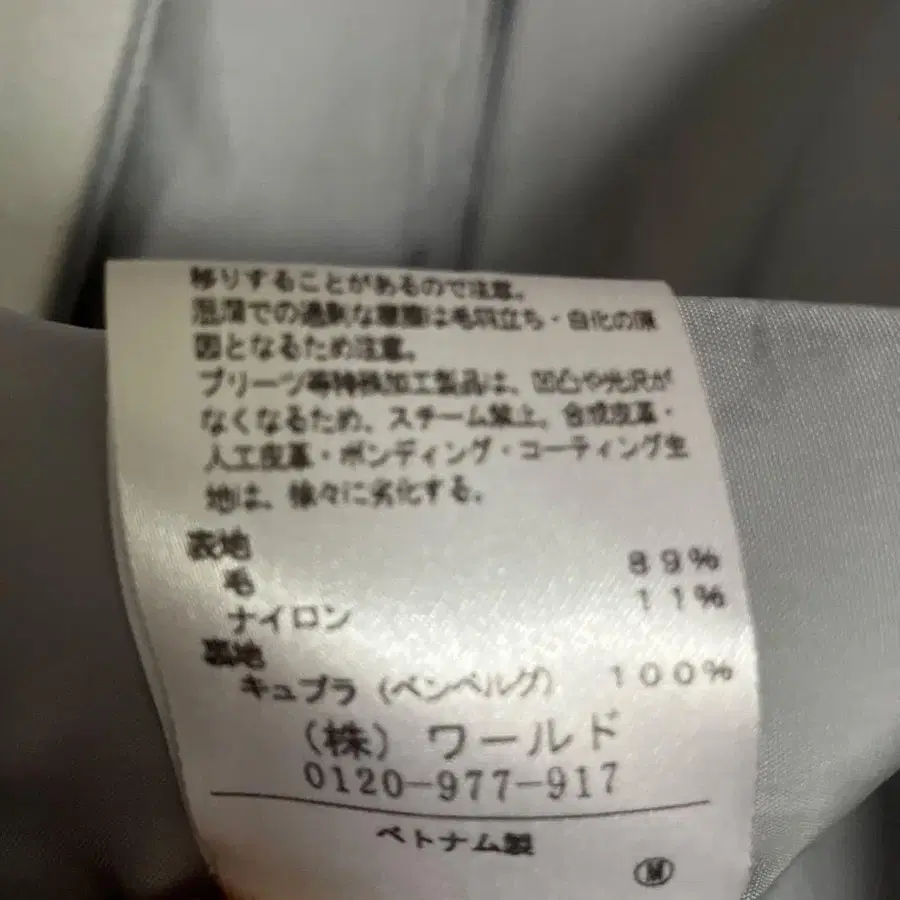 移りすることがあるので注意。
湿潤での過剰な摩擦は毛羽立ち・白化の原
因となるため注意。
プリーツ等特殊加工製品は、凹凸や光沢が
なくなるため、スチーム禁止。合成皮革・
人工皮革・ボンディング・コーティング生
地は、徐々に劣化する。
表地
毛 89%
ナイロン 11%
裏地
キュプラ（ベンベルグ） 100%
（株）ワールド
0120-977-917
ベトナム製
M